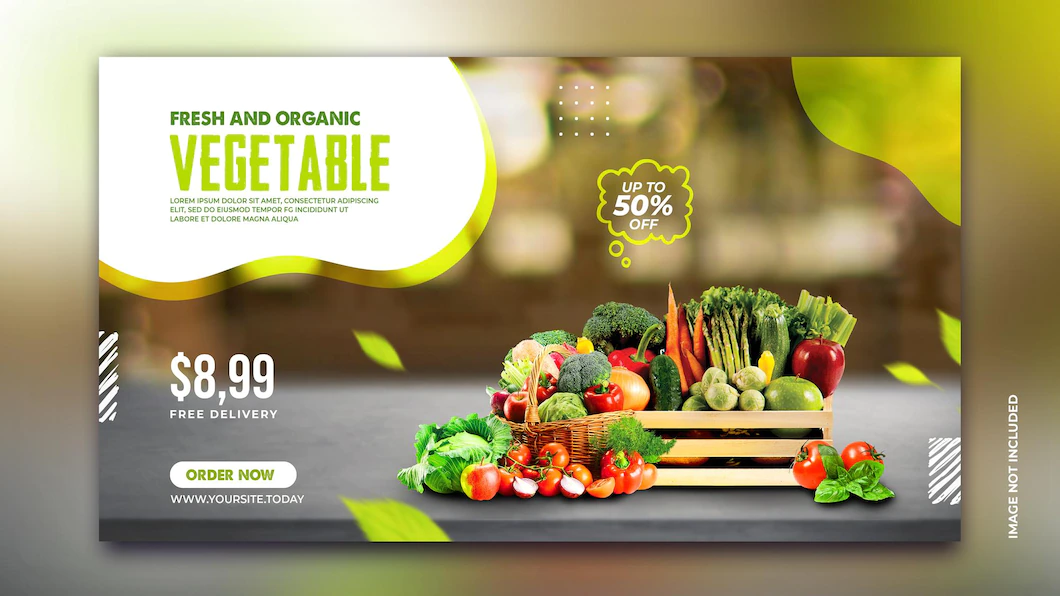 FRESH AND ORGANIC
VEGETABLE
LOREM IPSUM DOLOR SIT AMET, CONSECTETUR ADIPISCING
ELIT, SED DO EIUSMOD TEMPOR FG INCIDIDUNT UT
LABORE ET DOLORE MAGNA ALIQUA
UP TO
50%
OFF
$8,99
FREE DELIVERY
ORDER NOW
WWW.YOURSITE.TODAY
IMAGE NOT INCLUDED